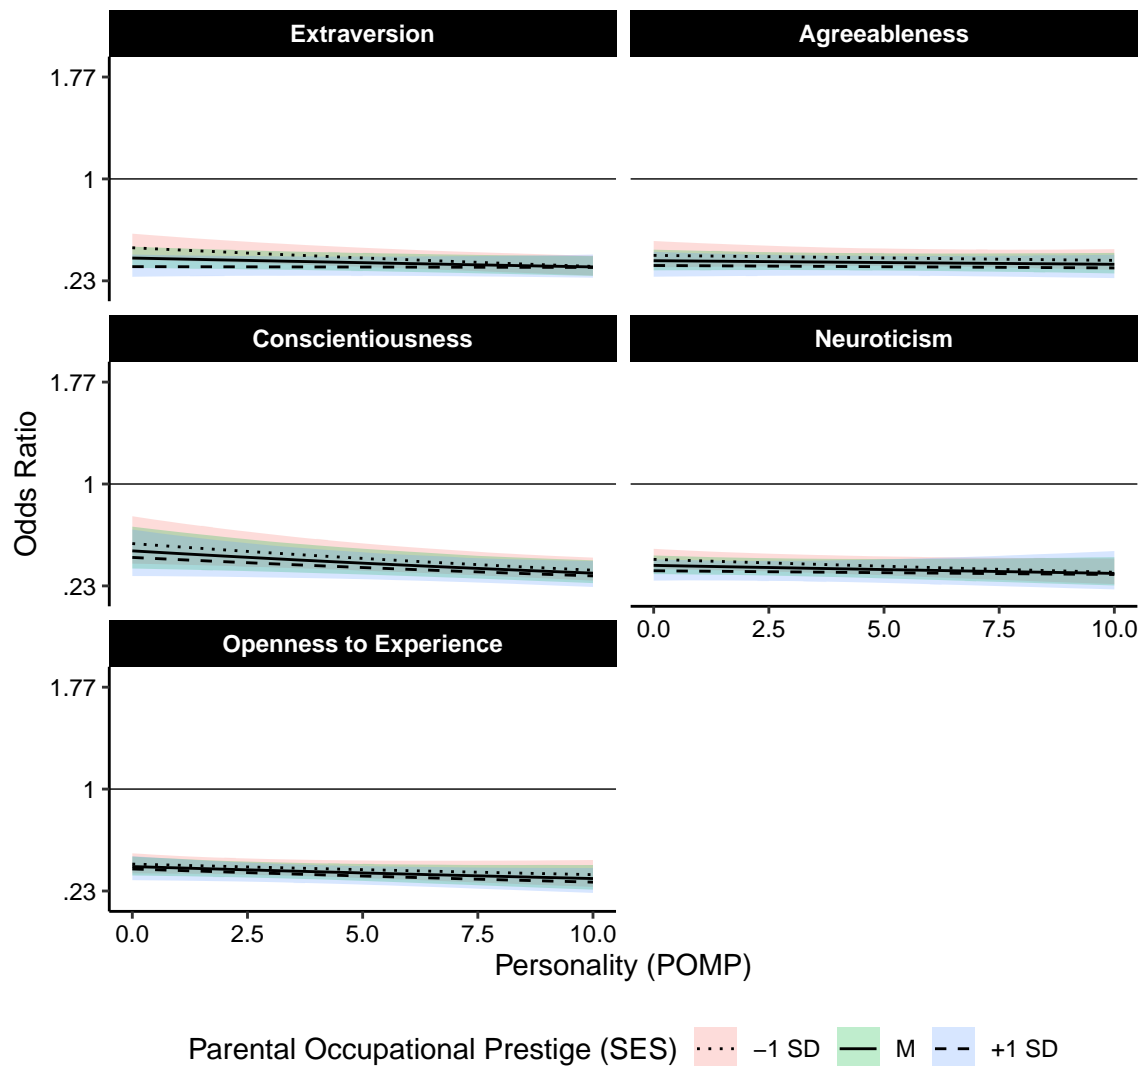 Extraversion
Agreeableness
1.77
1
.23
Conscientiousness
Neuroticism
1.77
1
.23
0.0 2.5 5.0 7.5 10.0
Openness to Experience
1.77
1
.23
0.0 2.5 5.0 7.5 10.0
Odds Ratio
Personality (POMP)
Parental Occupational Prestige (SES) −1 SD M +1 SD